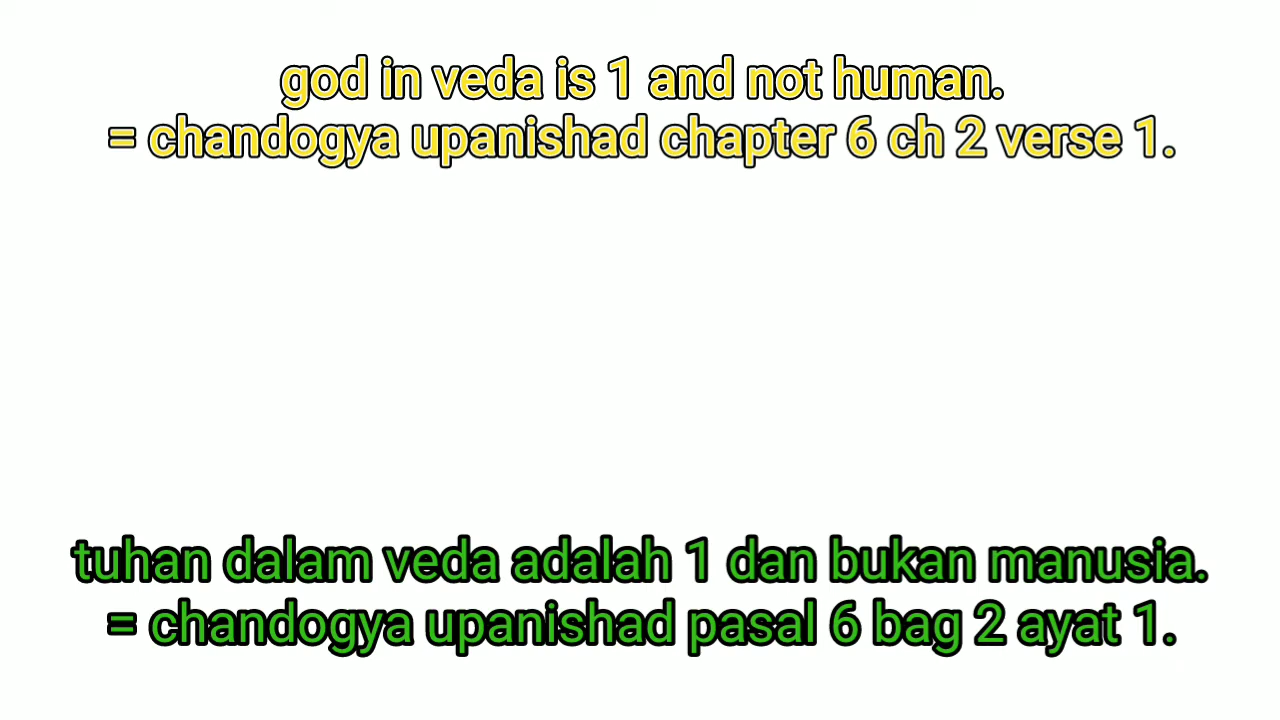 god in veda is 1 and not human.
= chandogya upanishad chapter 6 ch 2 verse 1.
tuhan dalam veda adalah 1 dan bukan manusia.
= chandogya upanishad pasal 6 bag 2 ayat 1.